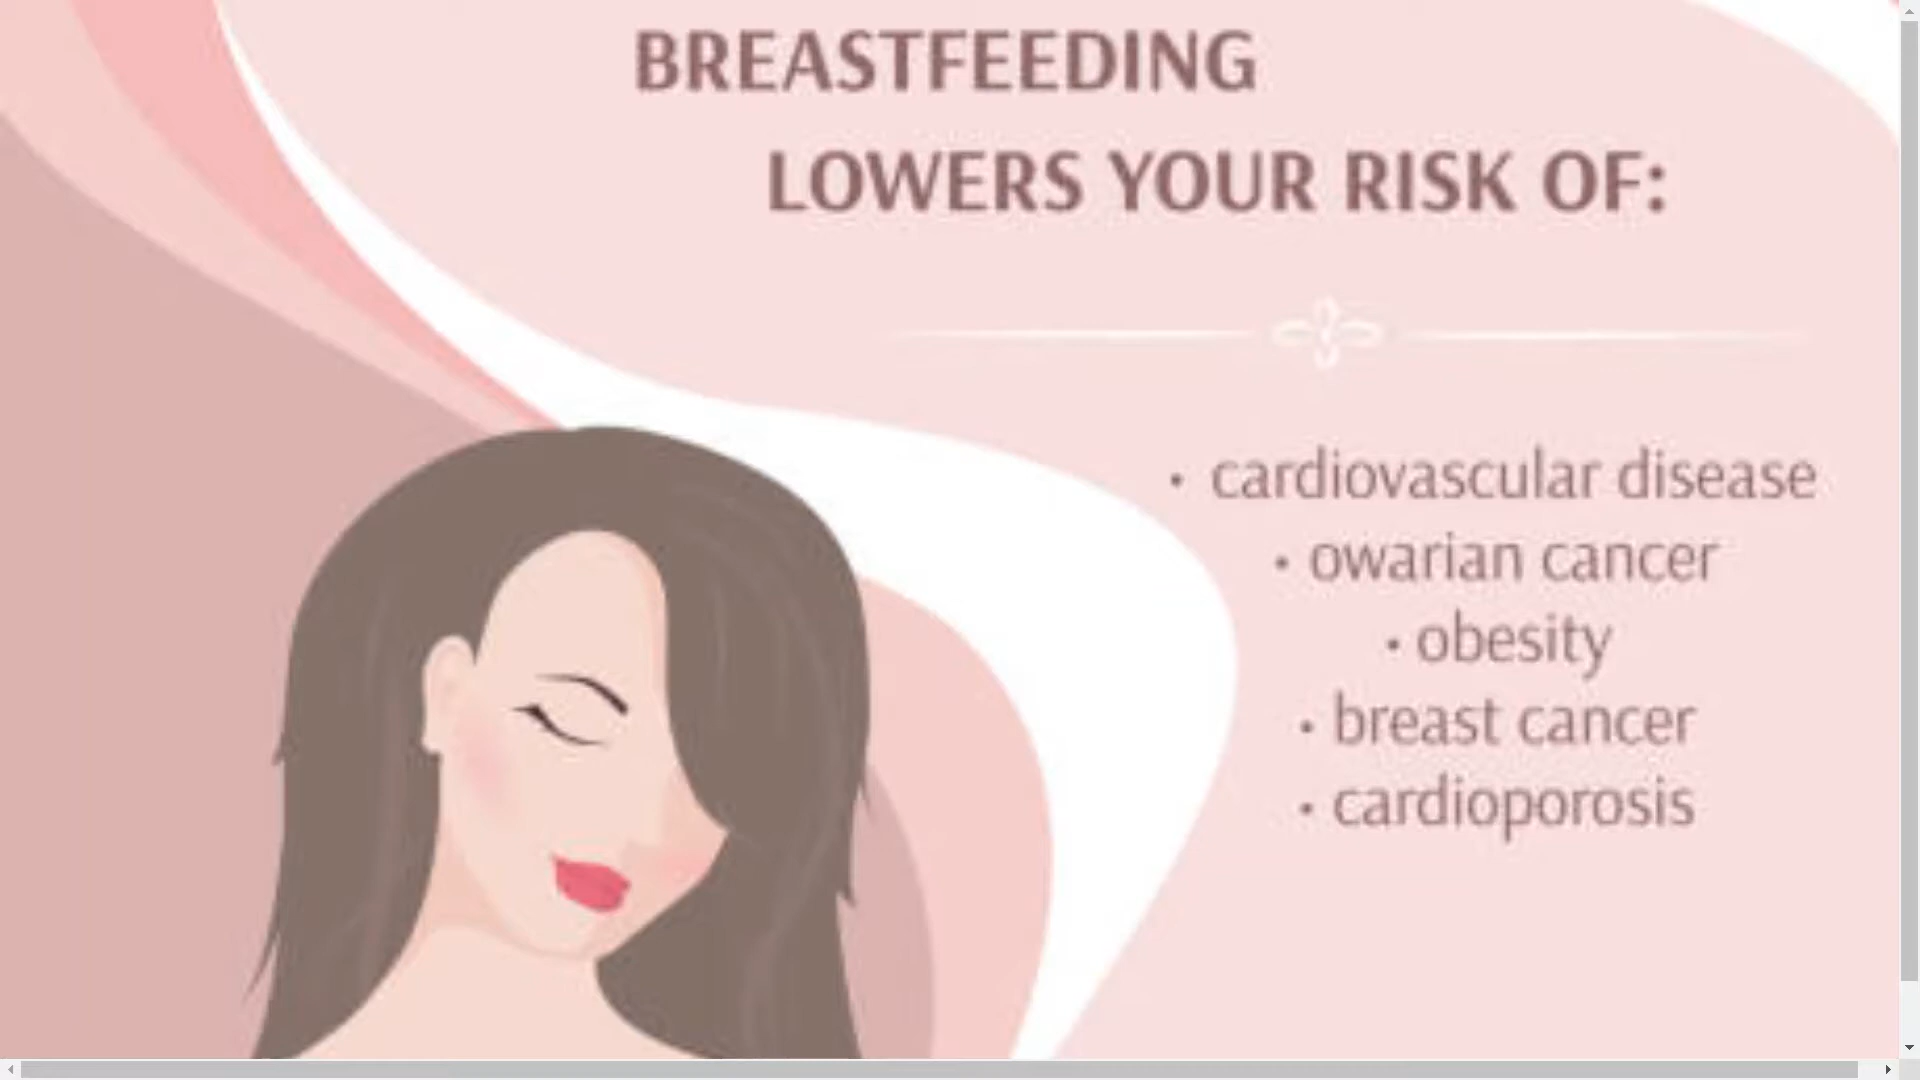 BREASTFEEDING
LOWERS YOUR RISK OF:
• cardiovascular disease
• owarian cancer
• obesity
• breast cancer
• cardioporosis